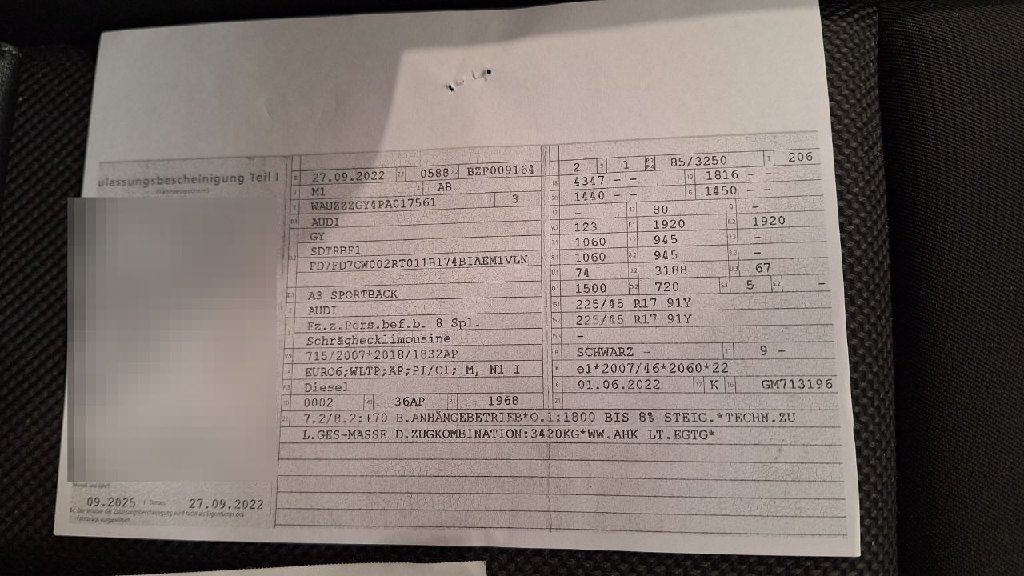 ulassungsbescheinigung Teil I
09.2025 27.09.2022
27.09.2022 0588 BZP009184
M1 AB
WAUZZZGY4PA017561 3
AUDI
GY
A3 SPORTBACK
AUDI
Fz.z.Pers.bef.b. 8 Spl.
Schräghecklimousine
715/2007*2018/1832AP
EURO6;WLTP;AP;PI/CI; M, N1 I
Diesel
0002 36AP 1968
2 1 85/3250 206
4347 - - 1816 -
1440 - - 1450 -
- 80 -
123 1920 1920
1060 945 -
1060 945 -
74 3188 67
1500 720 5 -
225/45 R17 91Y
225/45 R17 91Y
-
SCHWARZ - 9 -
e1*2007/46*2060*22
01.06.2022 K GM713196
7.2/8.2:+70 B.ANHÄNGEBETRIEB*O.1:1800 BIS 8% STEIG.*TECHN.ZU
L.GES-MASSE D.ZUGKOMBINATION:3420KG*WW.AHK LT.EGTG*